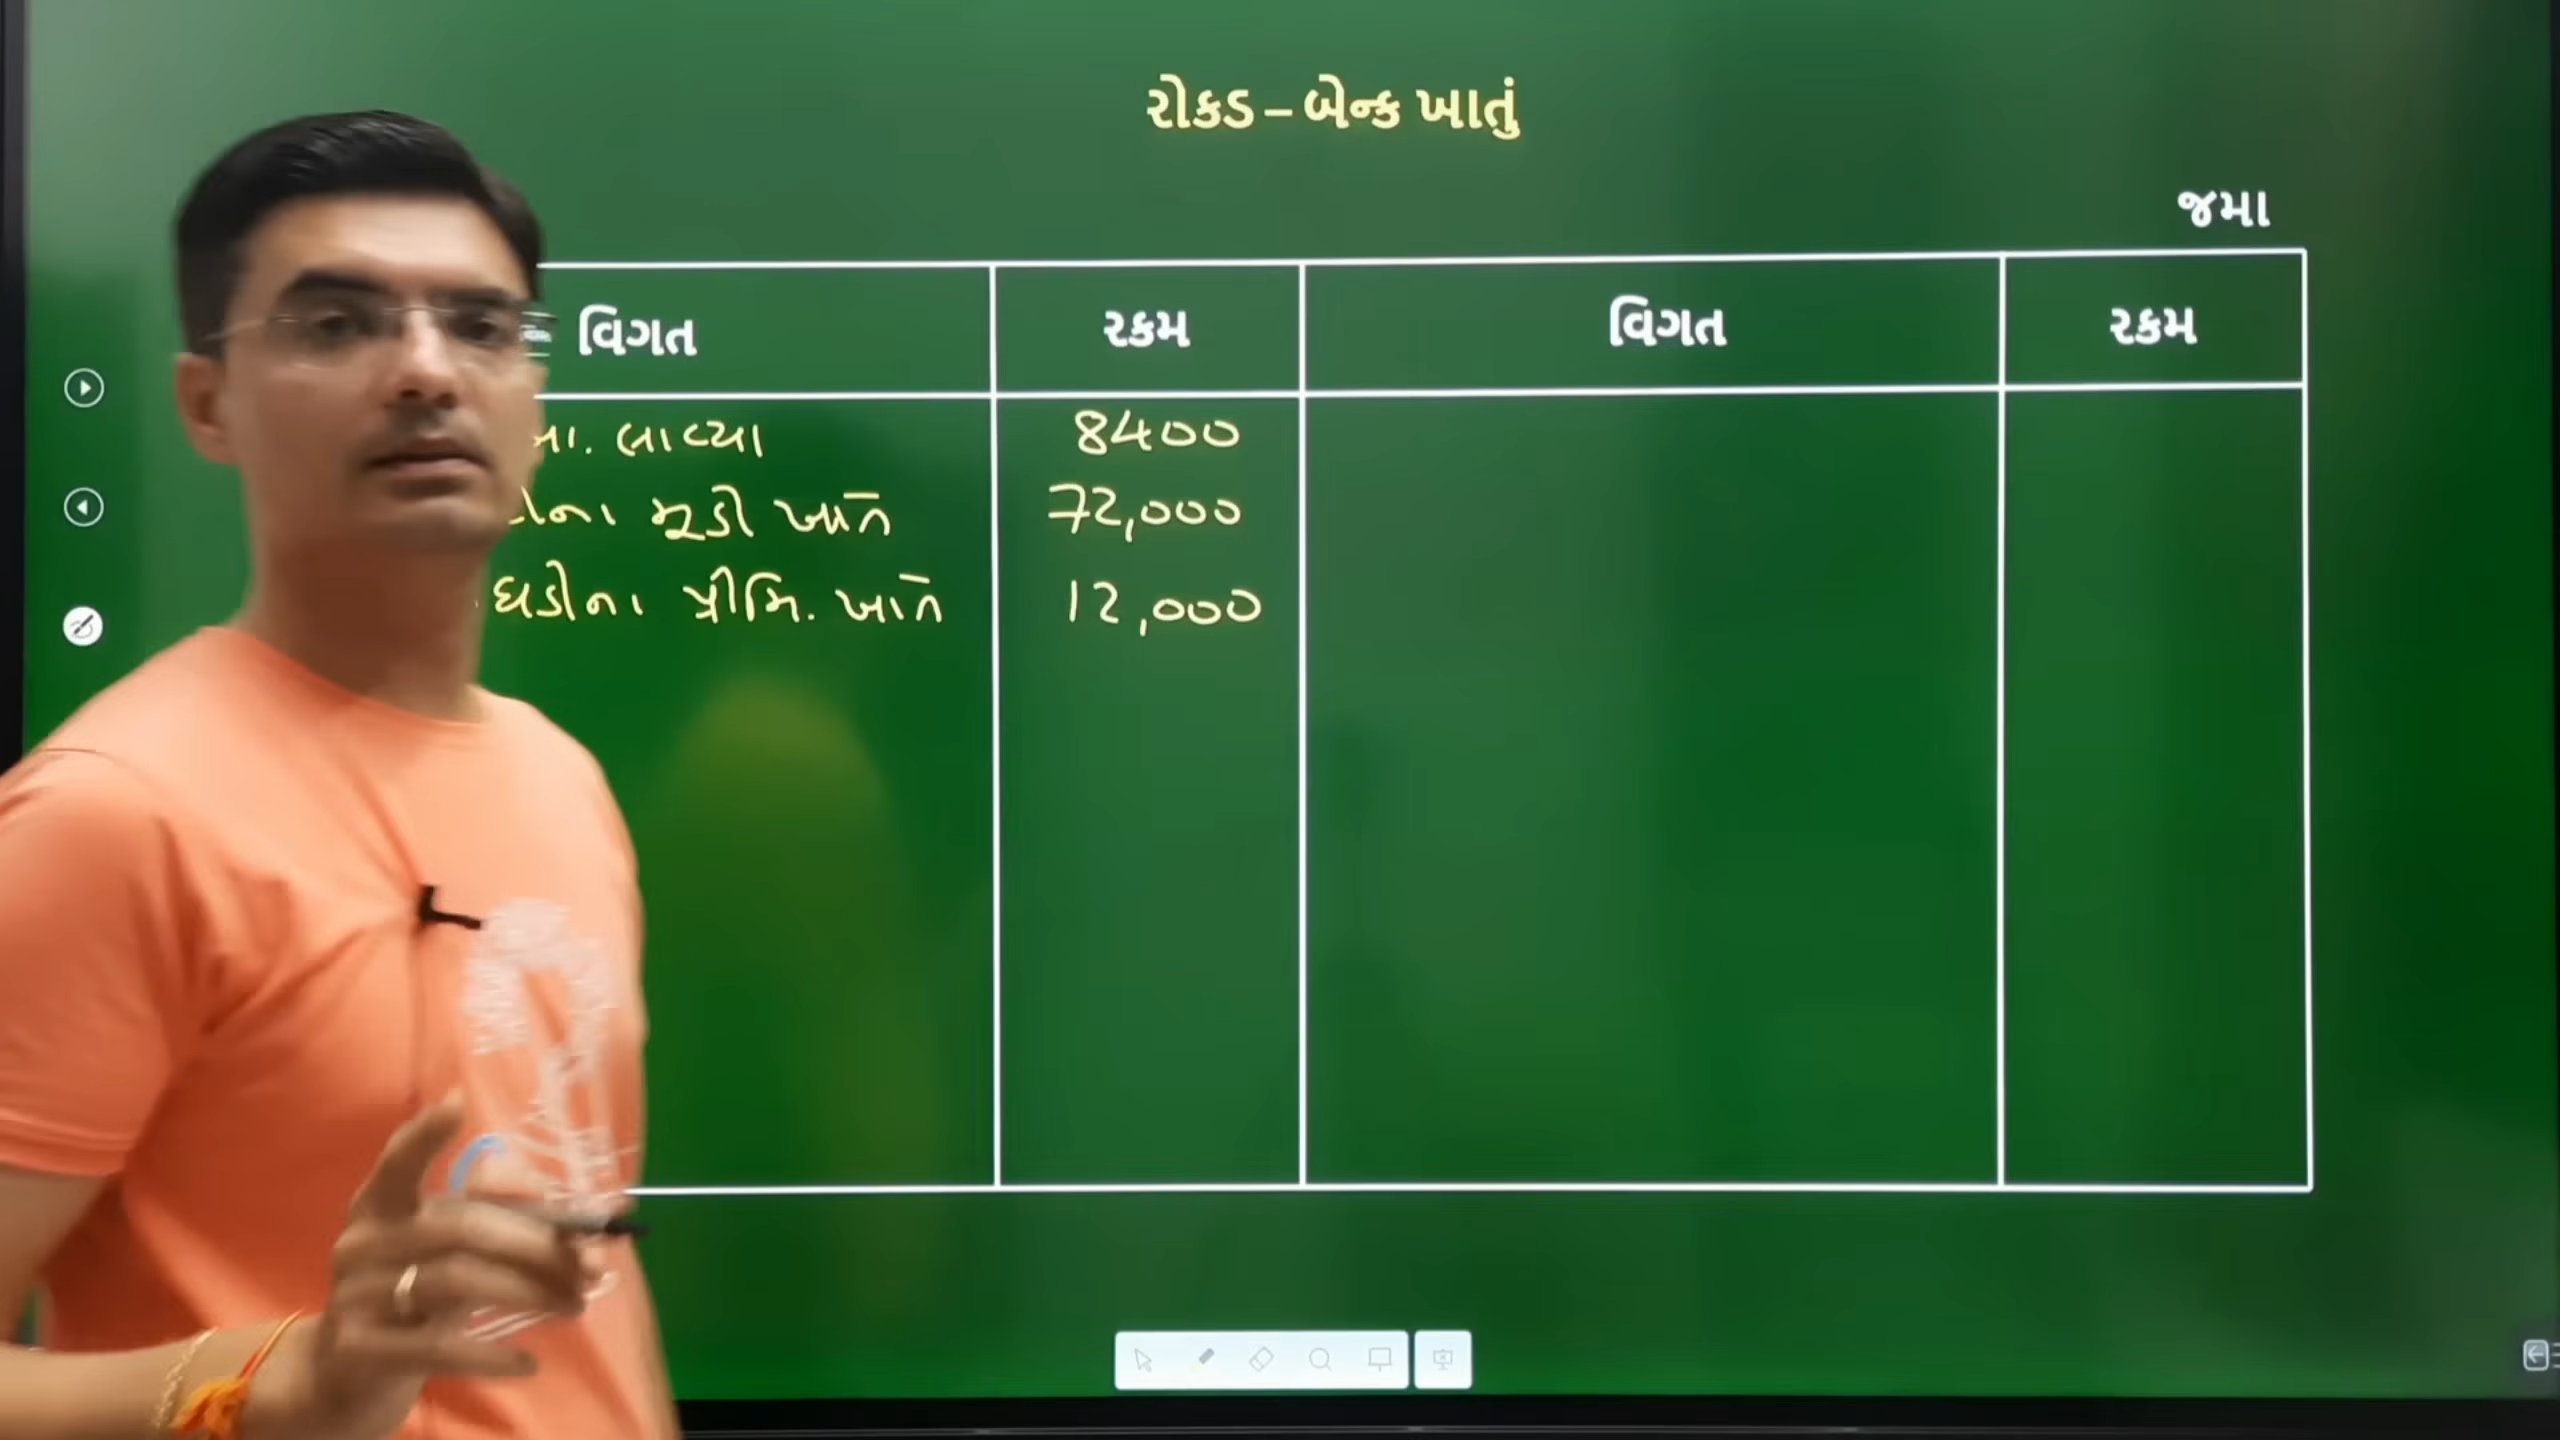 રોકડ – બેન્ક ખાતું
જમા
વિગત રકમ વિગત રકમ
બા. લાવ્યા 8400
મૂડી ખાતે 72,000
ઘડીના પ્રીમિ. ખાતે 12,000